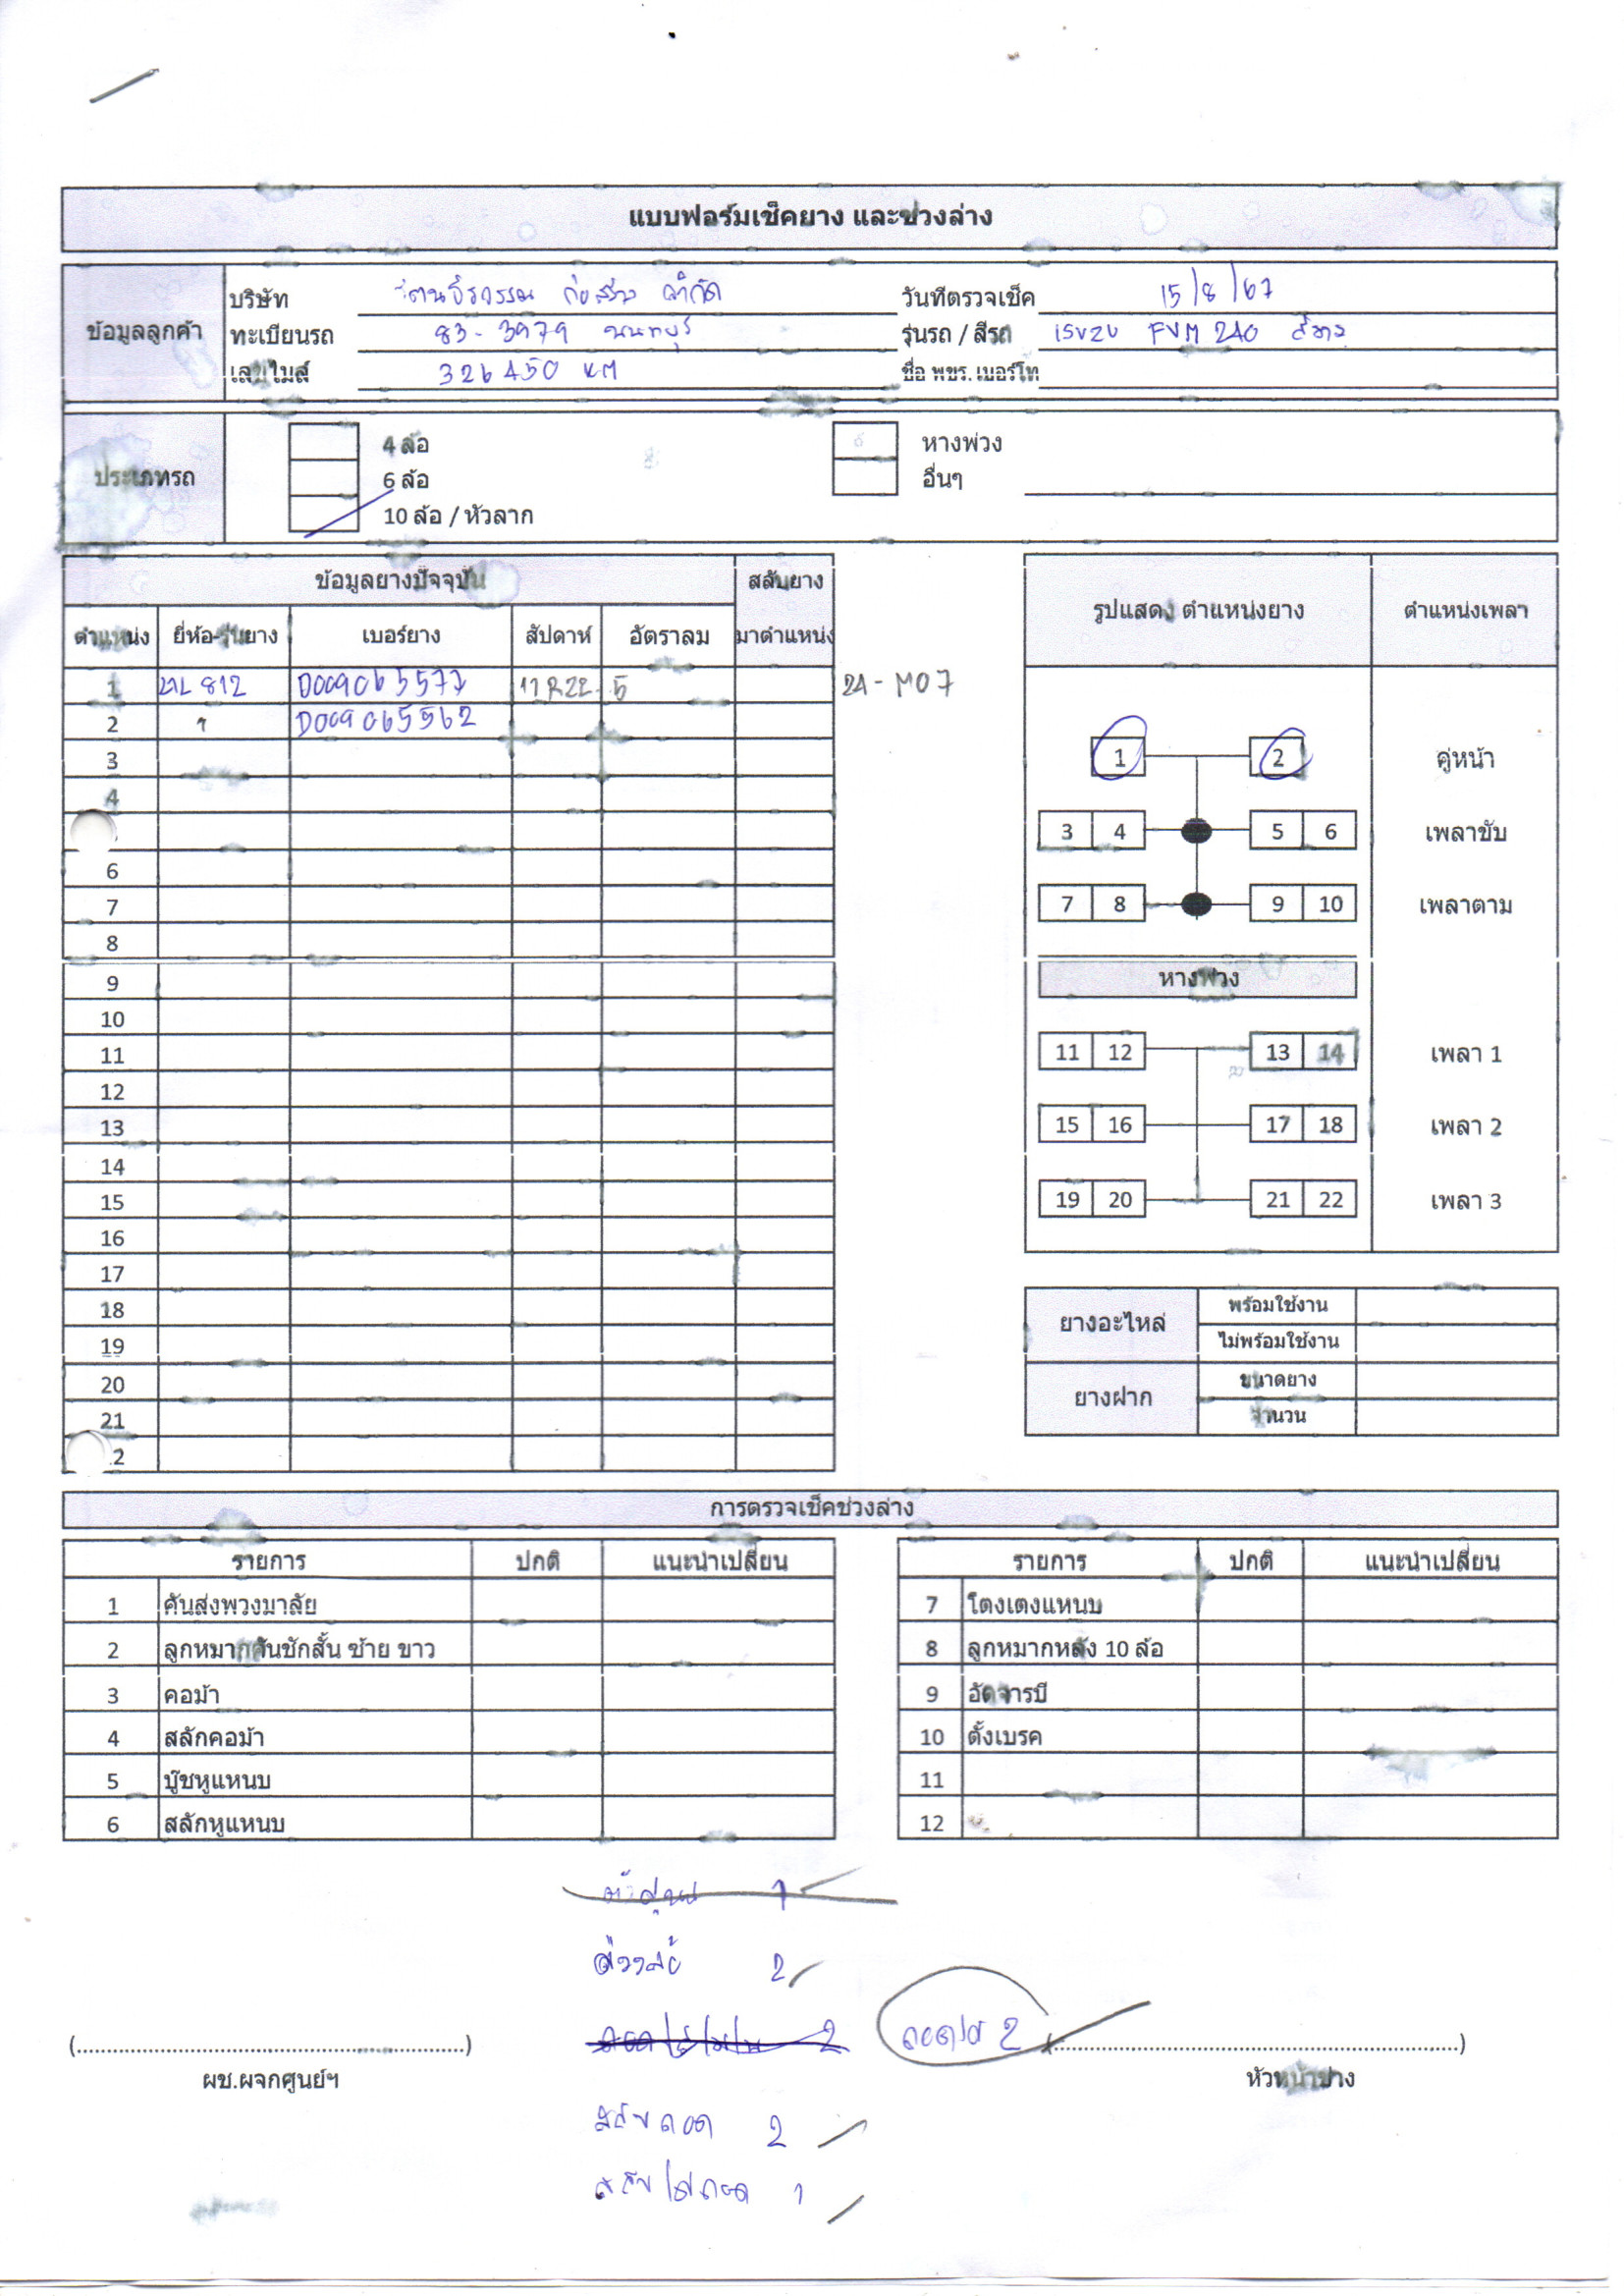 แบบฟอร์มเช็คยาง และช่วงล่าง
ข้อมูลลูกค้า
บริษัท ก่อสร้าง จำกัด
วันทีตรวจเช็ค 15/8/67
ทะเบียนรถ 83-3979 นนทบุรี
รุ่นรถ / สีรถ ISUZU FVM 240
เลขไมล์ 326450 KM
ชื่อ พขร. เบอร์โท
ประเภทรถ
4 ล้อ
6 ล้อ
10 ล้อ / หัวลาก
หางพ่วง
อื่นๆ
ข้อมูลยางปัจจุบัน สลับยาง
ตำแหน่ง ยี่ห้อ-รุ่นยาง เบอร์ยาง สัปดาห์ อัตราลม มาตำแหน่ง
1 812 D009065577 11R22.5 24-M07
2 D009065562
3
4
6
7
8
9
10
11
12
13
14
15
16
17
18
19
20
21
รูปแสดง ตำแหน่งยาง ตำแหน่งเพลา
1 2 คู่หน้า
3 4 5 6 เพลาขับ
7 8 9 10 เพลาตาม
หางพ่วง
11 12 13 14 เพลา 1
15 16 17 18 เพลา 2
19 20 21 22 เพลา 3
ยางอะไหล่ พร้อมใช้งาน
ไม่พร้อมใช้งาน
ยางฝาก ขนาดยาง
จำนวน
การตรวจเช็คช่วงล่าง
รายการ ปกติ แนะนำเปลี่ยน
1 คันส่งพวงมาลัย
2 ลูกหมากคันชักสั้น ซ้าย ขาว
3 คอม้า
4 สลักคอม้า
5 บู๊ชหูแหนบ
6 สลักหูแหนบ
รายการ ปกติ แนะนำเปลี่ยน
7 โตงเตงแหนบ
8 ลูกหมากหลัง 10 ล้อ
9 อัดจารบี
10 ตั้งเบรค
11
12
1
ถ่วงล้อ 2
2
ถอดใส่ 2
สลับถอด 2
สลับไม่ถอด 1
(....................) (....................)
ผช.ผจกศูนย์ฯ หัวหน้าช่าง